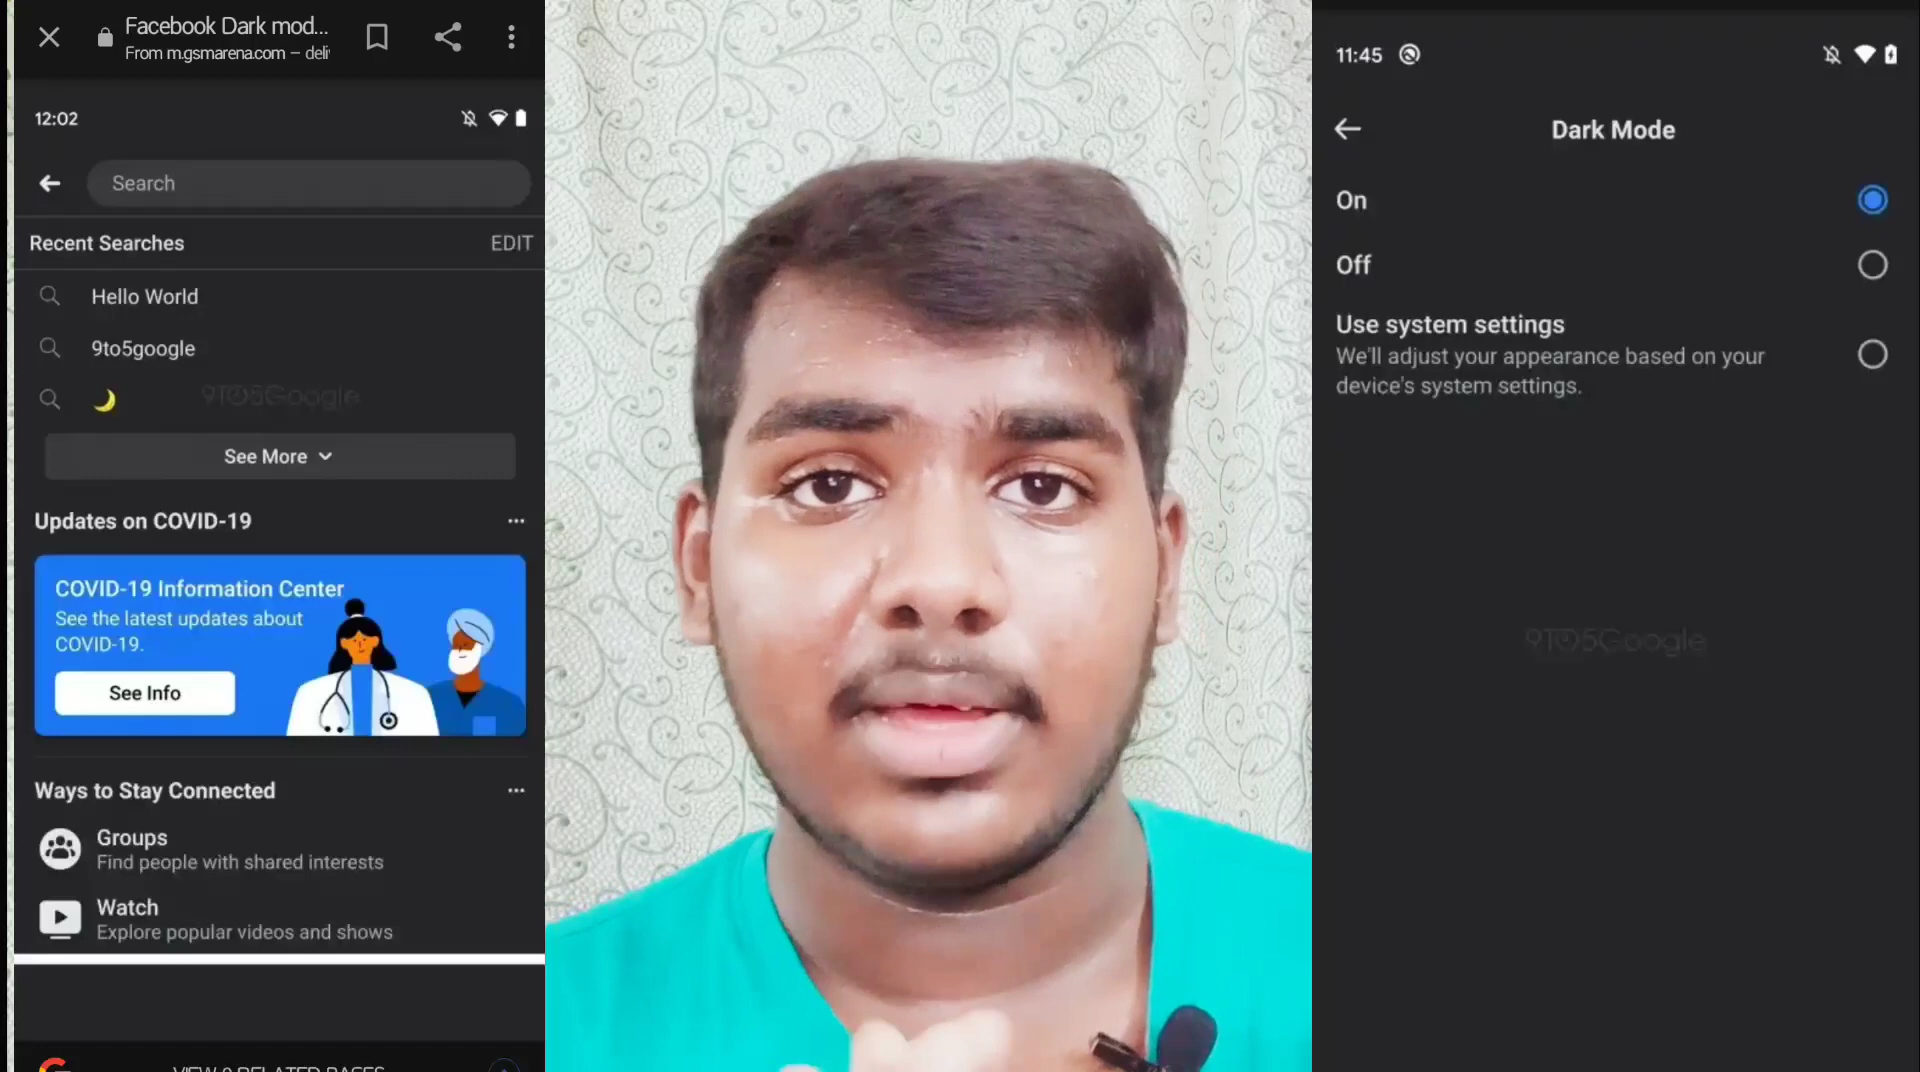 Facebook Dark mod...
From m.gsmarena.com – deli
12:02
Search
Recent Searches
EDIT
Hello World
9to5google
9TO5Google
See More
Updates on COVID-19
COVID-19 Information Center
See the latest updates about
COVID-19.
See Info
Ways to Stay Connected
Groups
Find people with shared interests
Watch
Explore popular videos and shows
11:45
Dark Mode
On
Off
Use system settings
We'll adjust your appearance based on your
device's system settings.
9TO5Google